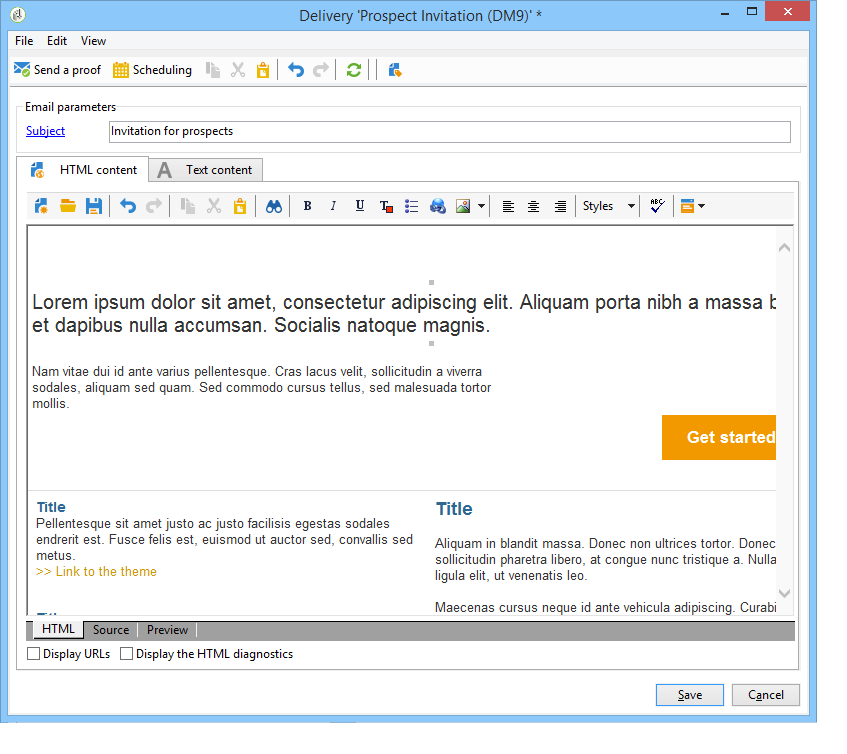 Delivery 'Prospect Invitation (DM9)' *
File Edit View
Send a proof Scheduling
Email parameters
Subject Invitation for prospects
HTML content A Text content
B I U T Styles ABC
Lorem ipsum dolor sit amet, consectetur adipiscing elit. Aliquam porta nibh a massa
et dapibus nulla accumsan. Socialis natoque magnis.
Nam vitae dui id ante varius pellentesque. Cras lacus velit, sollicitudin a viverra
sodales, aliquam sed quam. Sed commodo cursus tellus, sed malesuada tortor
mollis.
Get started
Title
Pellentesque sit amet justo ac justo facilisis egestas sodales
endrerit est. Fusce felis est, euismod ut auctor sed, convallis sed
metus.
>> Link to the theme
Title
Aliquam in blandit massa. Donec non ultrices tortor. Donec
sollicitudin pharetra libero, at congue nunc tristique a. Nulla
ligula elit, ut venenatis leo.
Maecenas cursus neque id ante vehicula adipiscing. Curabi
HTML Source Preview
Display URLs Display the HTML diagnostics
Save Cancel